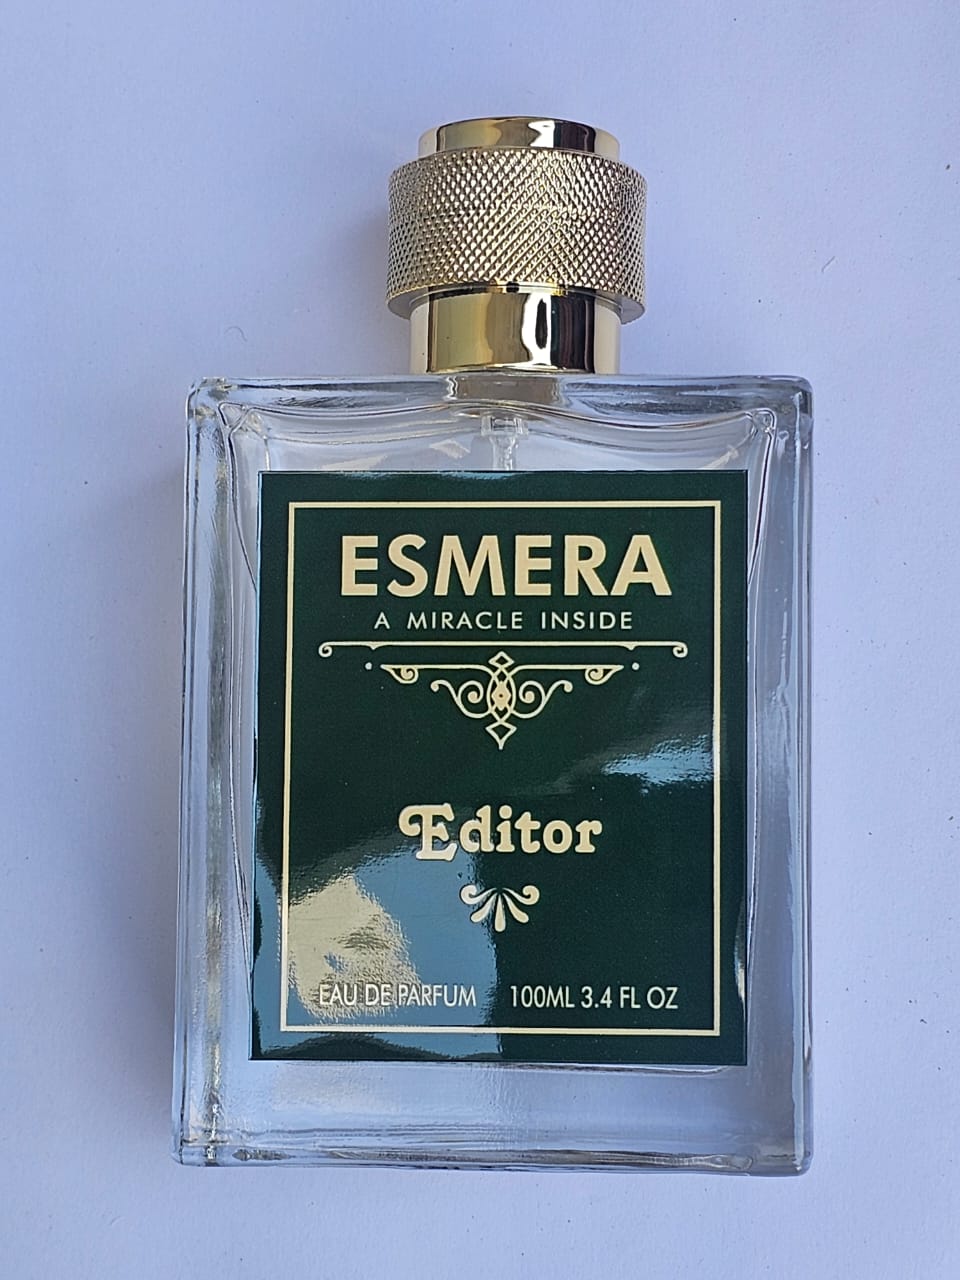 ESMERA
A MIRACLE INSIDE
Editor
EAU DE PARFUM 100ML 3.4 FL OZ